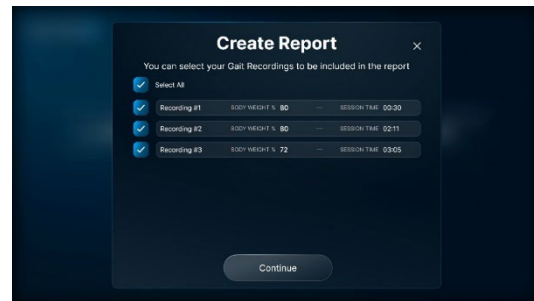 Create Report
You can select your Gait Recordings to be included in the report
Select All
Recording #1 BODY WEIGHT % 80 — SESSION TIME 00:30
Recording #2 BODY WEIGHT % 80 — SESSION TIME 02:11
Recording #3 BODY WEIGHT % 72 — SESSION TIME 03:05
Continue